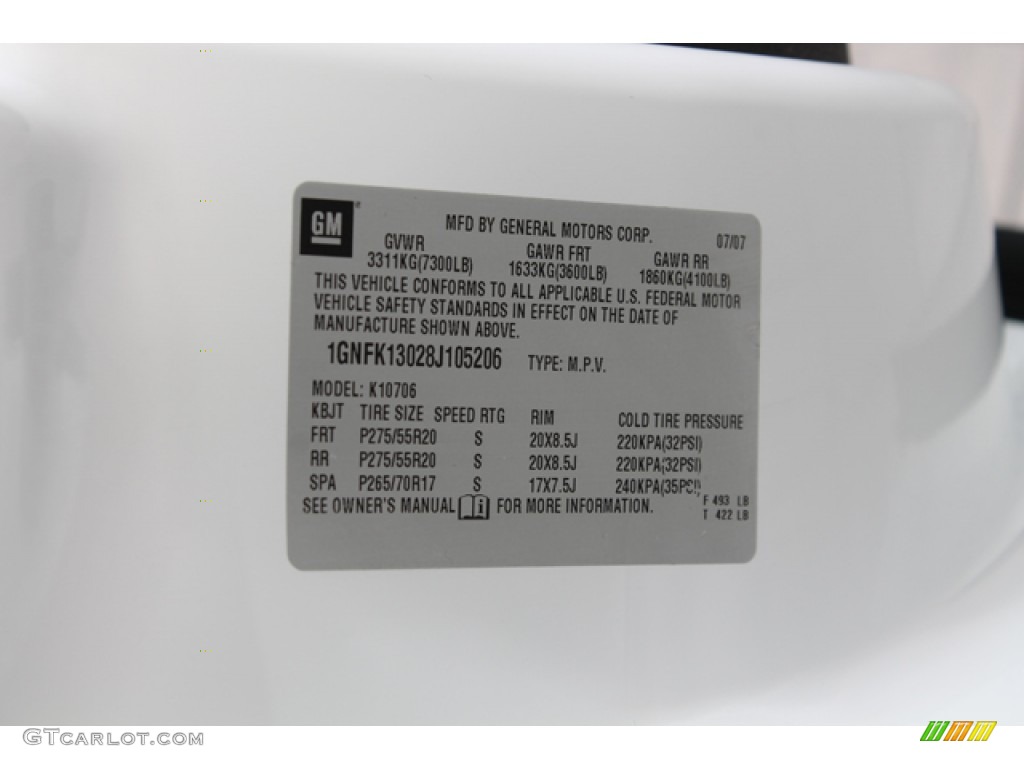 GM
MFD BY GENERAL MOTORS CORP. 07/07
GVWR GAWR FRT GAWR RR
3311KG(7300LB) 1633KG(3600LB) 1860KG(4100LB)
THIS VEHICLE CONFORMS TO ALL APPLICABLE U.S. FEDERAL MOTOR
VEHICLE SAFETY STANDARDS IN EFFECT ON THE DATE OF
MANUFACTURE SHOWN ABOVE.
1GNFK13028J105206 TYPE: M.P.V.
MODEL: K10706
KBJT TIRE SIZE SPEED RTG RIM COLD TIRE PRESSURE
FRT P275/55R20 S 20X8.5J 220KPA(32PSI)
RR P275/55R20 S 20X8.5J 220KPA(32PSI)
SPA P265/70R17 S 17X7.5J 240KPA(35PSI)
SEE OWNER'S MANUAL i FOR MORE INFORMATION.
F 493 LB
T 422 LB
GTCARLOT.COM